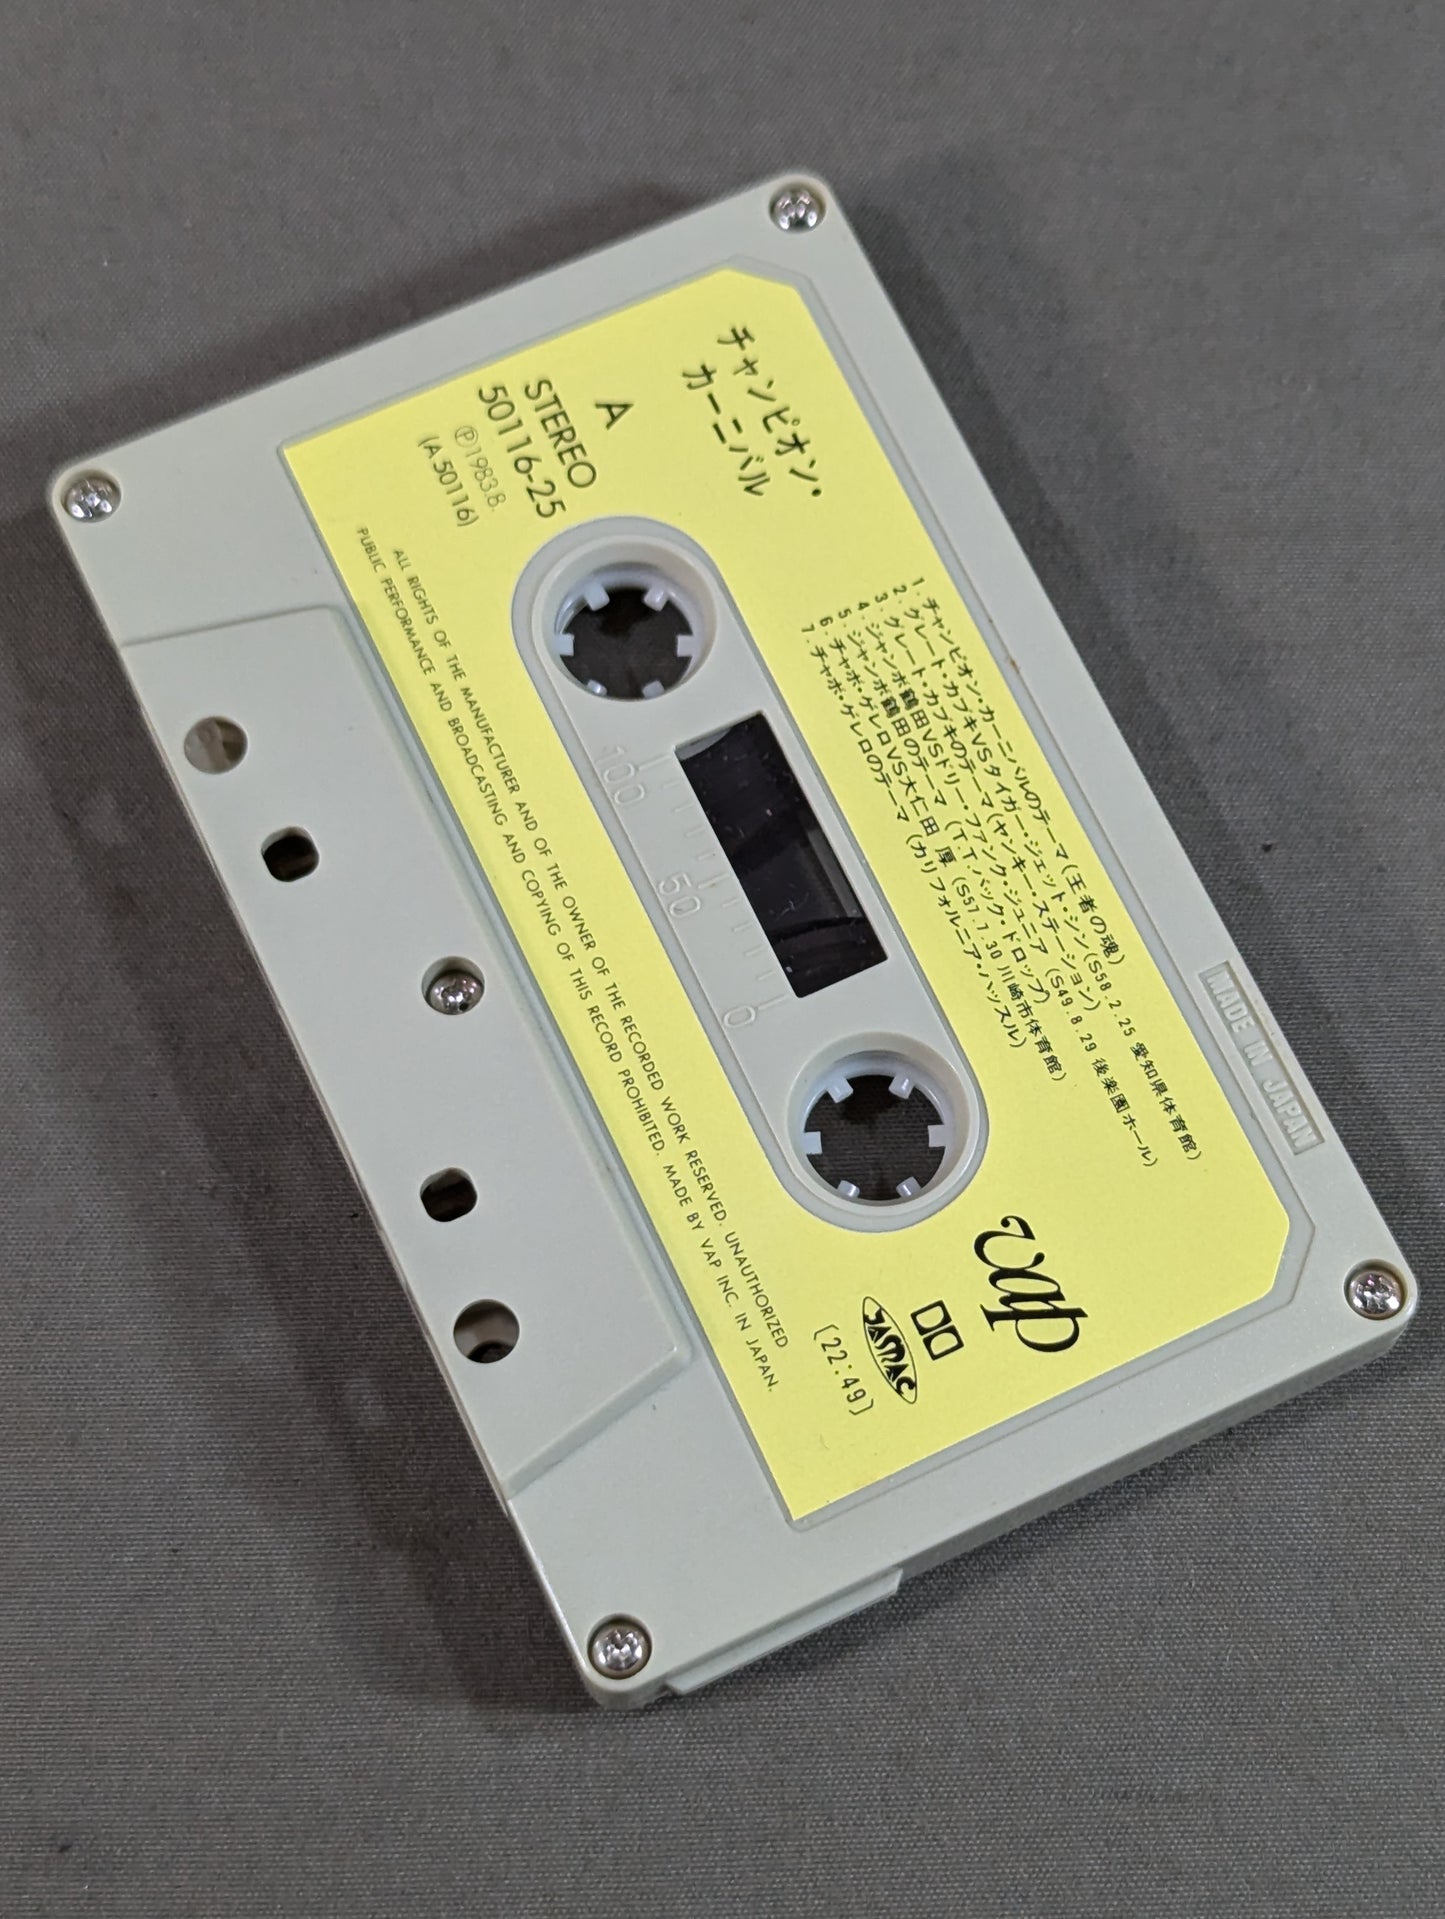 チャンピオン・
カーニバル
A
STEREO
50116-25
Ⓟ1983.8.
(A 50116)
1. チャンピオン・カーニバルのテーマ(王者の魂)
2. グレート・カブキVSタイガー・ジェット・シン(S58.2.25 愛知県体育館)
3. グレート・カブキのテーマ(ヤンキー・ステーション)
4. ジャンボ鶴田VSドリー・ファンク・ジュニア (S49.8.29 後楽園ホール)
5. ジャンボ鶴田のテーマ (T.T.バック・ドロップ)
6. チャボ・ゲレロVS大仁田 厚 (S57.7.30 川崎市体育館)
7. チャボ・ゲレロのテーマ (カリフォルニア・ハッスル)
vap
JASRAC
〔22:49〕
100 50 0
ALL RIGHTS OF THE MANUFACTURER AND OF THE OWNER OF THE RECORDED WORK RESERVED. UNAUTHORIZED
PUBLIC PERFORMANCE AND BROADCASTING AND COPYING OF THIS RECORD PROHIBITED. MADE BY VAP INC. IN JAPAN.
MADE IN JAPAN